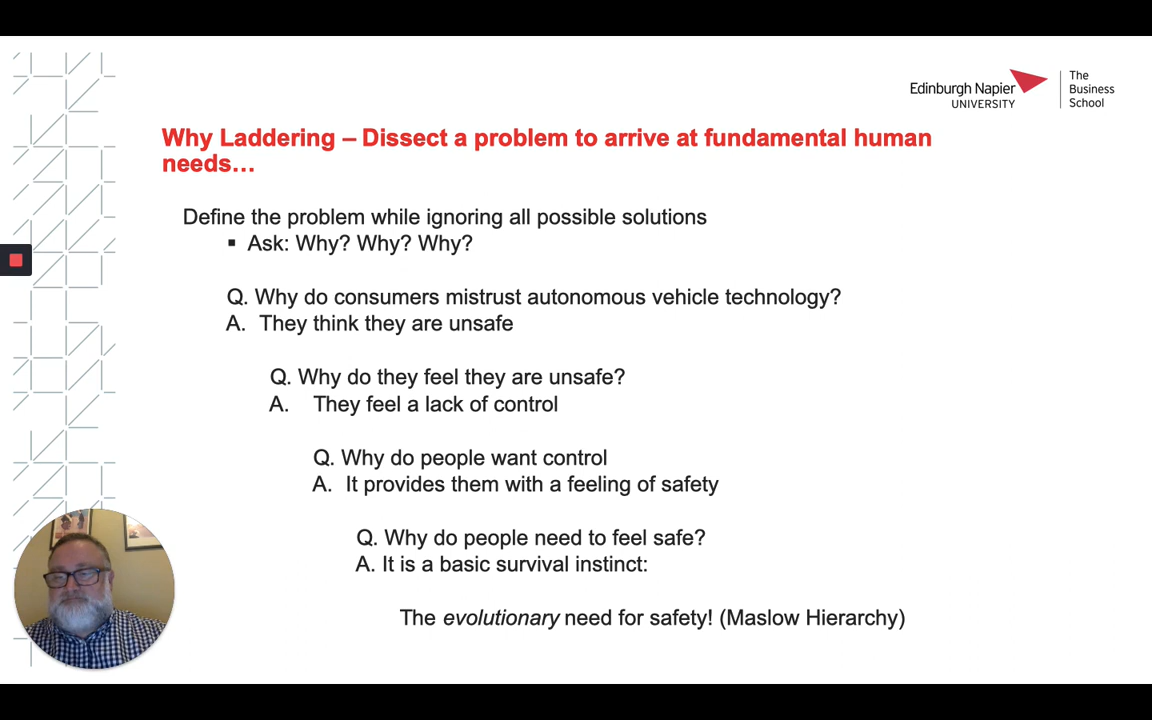 Edinburgh Napier
UNIVERSITY
The
Business
School
Why Laddering – Dissect a problem to arrive at fundamental human
needs…
Define the problem while ignoring all possible solutions
▪ Ask: Why? Why? Why?
Q. Why do consumers mistrust autonomous vehicle technology?
A. They think they are unsafe
Q. Why do they feel they are unsafe?
A. They feel a lack of control
Q. Why do people want control
A. It provides them with a feeling of safety
Q. Why do people need to feel safe?
A. It is a basic survival instinct:
The evolutionary need for safety! (Maslow Hierarchy)